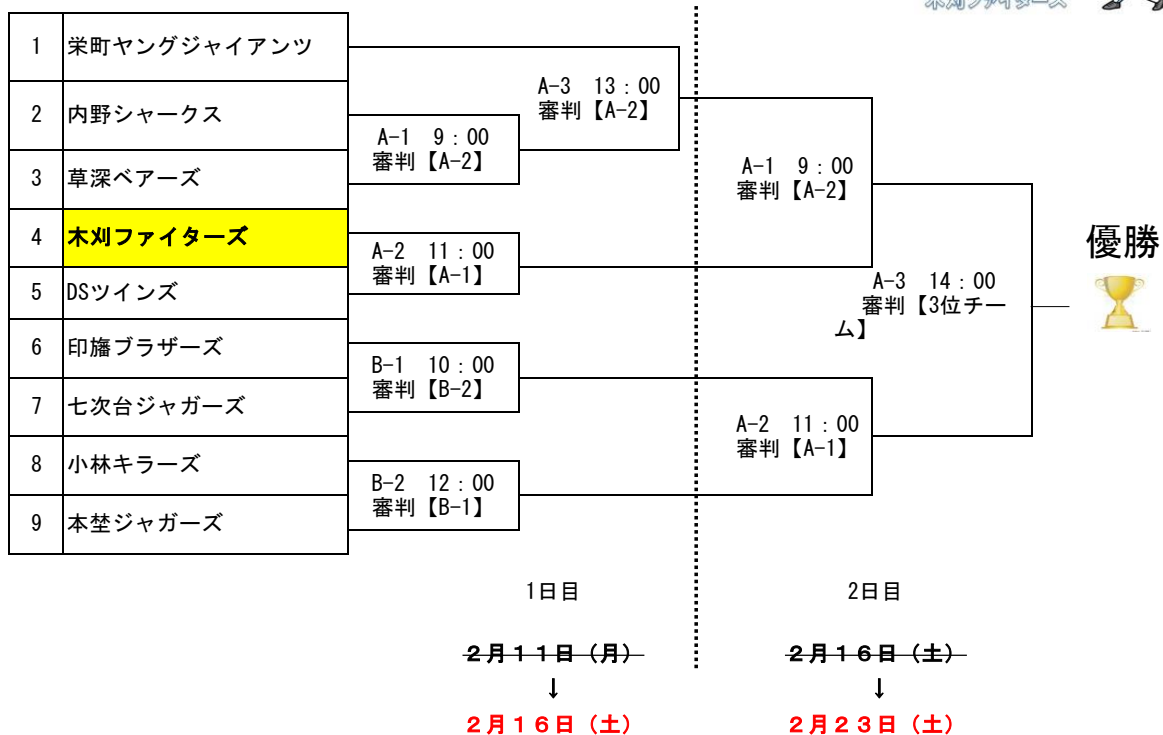 木刈ファイターズ
1 栄町ヤングジャイアンツ
2 内野シャークス
3 草深ベアーズ
4 木刈ファイターズ
5 DSツインズ
6 印旛ブラザーズ
7 七次台ジャガーズ
8 小林キラーズ
9 本埜ジャガーズ
A-3 13：00
審判【A-2】
A-1 9：00
審判【A-2】
A-2 11：00
審判【A-1】
B-1 10：00
審判【B-2】
B-2 12：00
審判【B-1】
A-1 9：00
審判【A-2】
A-2 11：00
審判【A-1】
A-3 14：00
審判【3位チー
ム】
優勝
1日目
2日目
２月１１日（月）
↓
２月１６日（土）
２月１６日（土）
↓
２月２３日（土）